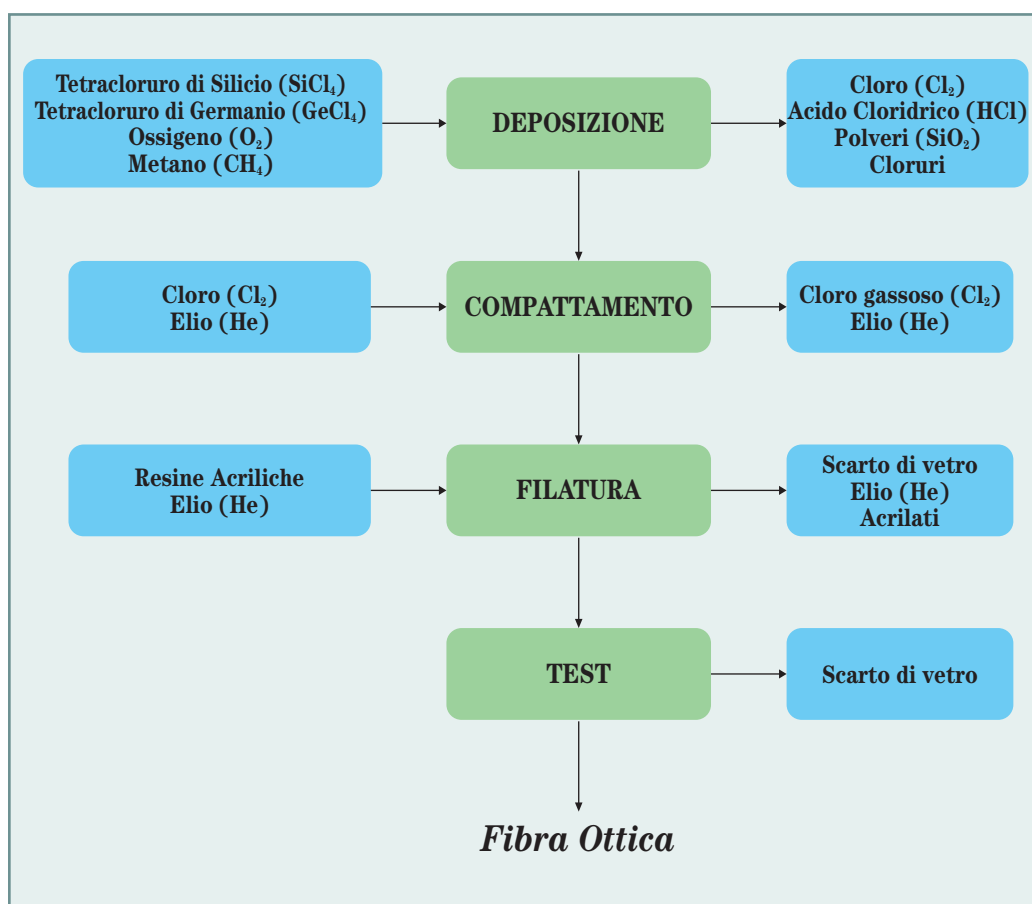 Tetracloruro di Silicio (SiCl₄)
Tetracloruro di Germanio (GeCl₄)
Ossigeno (O₂)
Metano (CH₄)
DEPOSIZIONE
Cloro (Cl₂)
Acido Cloridrico (HCl)
Polveri (SiO₂)
Cloruri
Cloro (Cl₂)
Elio (He)
COMPATTAMENTO
Cloro gassoso (Cl₂)
Elio (He)
Resine Acriliche
Elio (He)
FILATURA
Scarto di vetro
Elio (He)
Acrilati
TEST
Scarto di vetro
Fibra Ottica